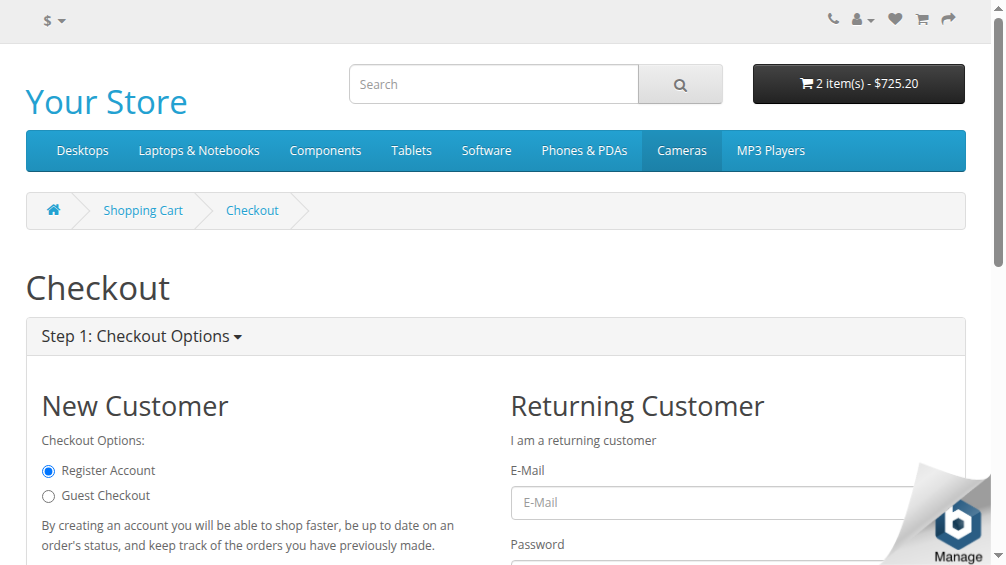 $
Your Store
Search
2 item(s) - $725.20
Desktops Laptops & Notebooks Components Tablets Software Phones & PDAs Cameras MP3 Players
Shopping Cart Checkout
Checkout
Step 1: Checkout Options
New Customer
Checkout Options:
Register Account
Guest Checkout
By creating an account you will be able to shop faster, be up to date on an
order's status, and keep track of the orders you have previously made.
Returning Customer
I am a returning customer
E-Mail
E-Mail
Password
b
Manage